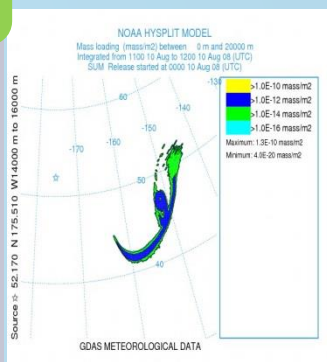 NOAA HYSPLIT MODEL
Mass loading (mass/m2) between 0 m and 20000 m
Integrated from 1100 10 Aug to 1200 10 Aug 08 (UTC)
SUM Release started at 0000 10 Aug 08 (UTC)
Source ☆ 52.170 N 175.510 W14000 m to 16000 m
-130
-140
60
-150
-160
-170
50
40
>1.0E-10 mass/m2
>1.0E-12 mass/m2
>1.0E-14 mass/m2
>1.0E-16 mass/m2
Maximum: 1.3E-10 mass/m2
Minimum: 4.0E-20 mass/m2
GDAS METEOROLOGICAL DATA